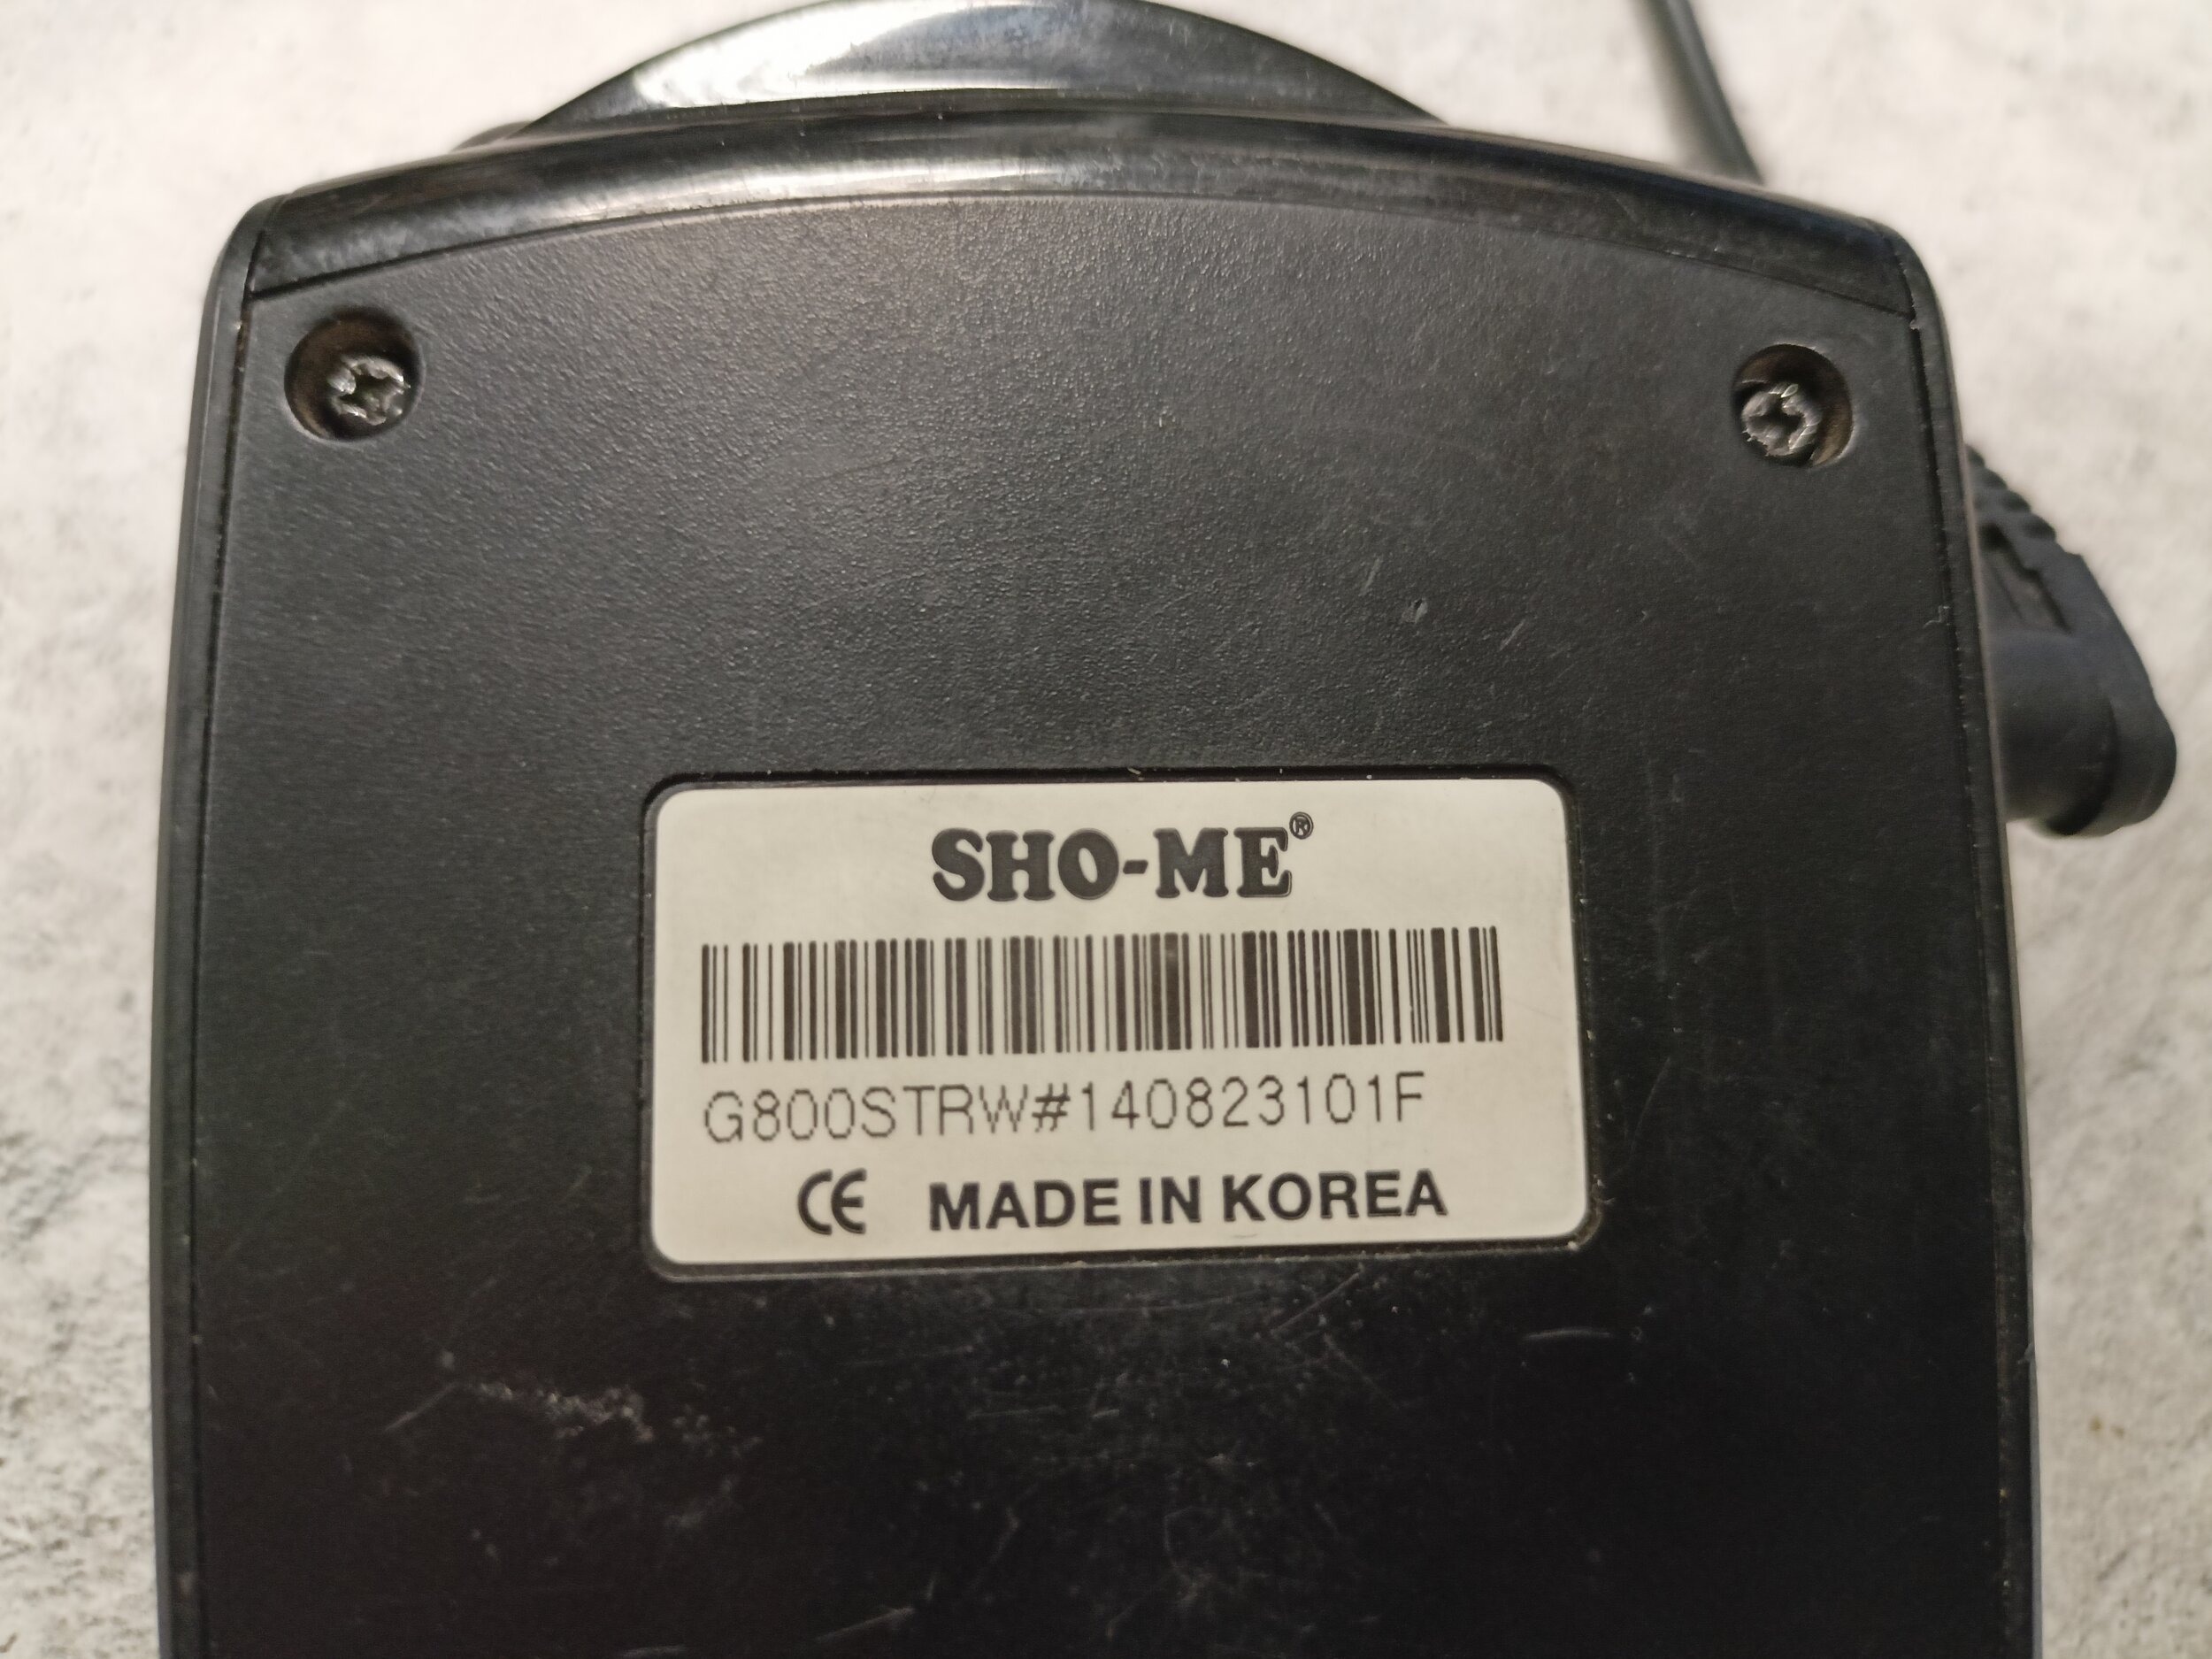 SHO-ME®
G800STRW#140823101F
CE MADE IN KOREA